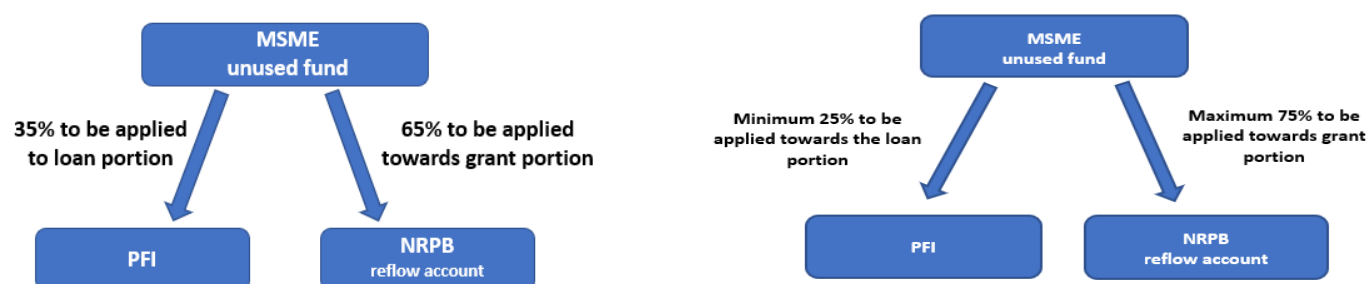 MSME
unused fund
35% to be applied
to loan portion
65% to be applied
towards grant portion
PFI
NRPB
reflow account
MSME
unused fund
Minimum 25% to be
applied towards the loan
portion
Maximum 75% to be
applied towards grant
portion
PFI
NRPB
reflow account